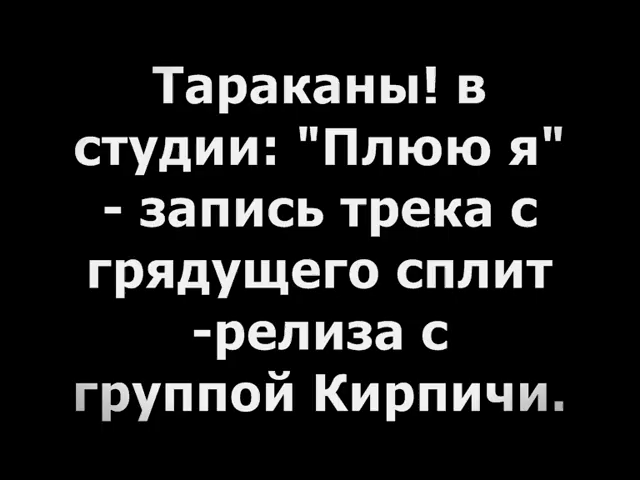 Тараканы! в
студии: "Плюю я"
- запись трека с
грядущего сплит
-релиза с
группой Кирпичи.